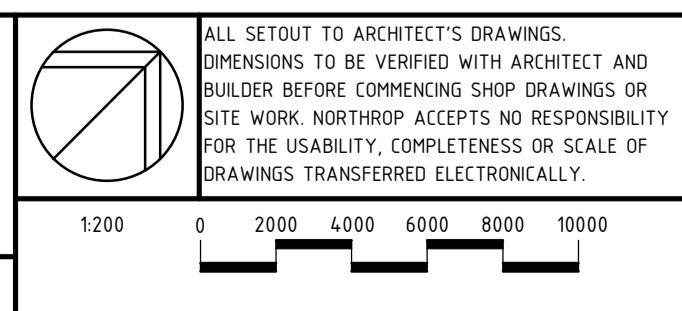 ALL SETOUT TO ARCHITECT'S DRAWINGS.
DIMENSIONS TO BE VERIFIED WITH ARCHITECT AND
BUILDER BEFORE COMMENCING SHOP DRAWINGS OR
SITE WORK. NORTHROP ACCEPTS NO RESPONSIBILITY
FOR THE USABILITY, COMPLETENESS OR SCALE OF
DRAWINGS TRANSFERRED ELECTRONICALLY.
1:200 0 2000 4000 6000 8000 10000